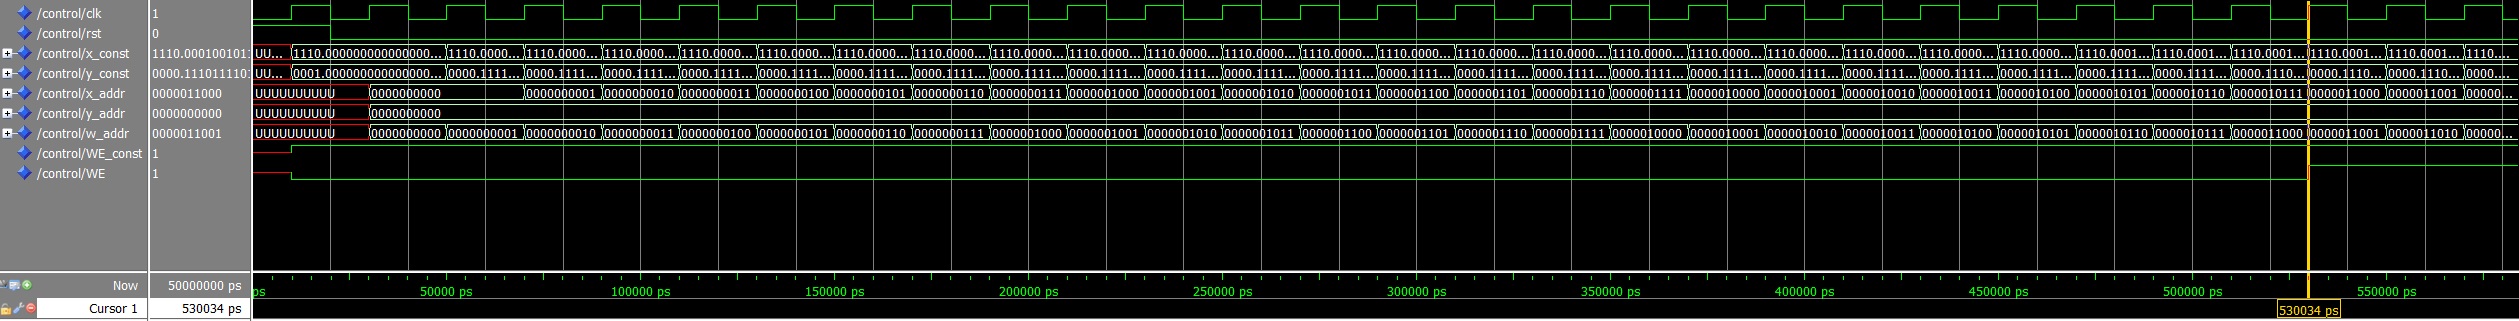 /control/clk 1
/control/rst 0
/control/x_const 1110.0001001011 UU... 1110.000000000000000... 1110.0000... 1110.0000... 1110.0000... 1110.0000... 1110.0000... 1110.0000... 1110.0000... 1110.0000... 1110.0000... 1110.0000... 1110.0000... 1110.0000... 1110.0000... 1110.0000... 1110.0000... 1110.0000... 1110.0000... 1110.0000... 1110.0000... 1110.0000... 1110.0000... 1110.0001... 1110.0001... 1110.0001... 1110.0001... 1110.0001... 1110....
/control/y_const 0000.111011110 UU... 0001.000000000000000... 0000.1111... 0000.1111... 0000.1111... 0000.1111... 0000.1111... 0000.1111... 0000.1111... 0000.1111... 0000.1111... 0000.1111... 0000.1111... 0000.1111... 0000.1111... 0000.1111... 0000.1111... 0000.1111... 0000.1111... 0000.1111... 0000.1111... 0000.1111... 0000.1111... 0000.1111... 0000.1111... 0000.1110... 0000.1110... 0000.1110... 0000....
/control/x_addr 0000011000 UUUUUUUUUU 0000000000 0000000001 0000000010 0000000011 0000000100 0000000101 0000000110 0000000111 0000001000 0000001001 0000001010 0000001011 0000001100 0000001101 0000001110 0000001111 0000010000 0000010001 0000010010 0000010011 0000010100 0000010101 0000010110 0000010111 0000011000 0000011001 00000...
/control/y_addr 0000000000 UUUUUUUUUU 0000000000
/control/w_addr 0000011001 UUUUUUUUUU 0000000000 0000000001 0000000010 0000000011 0000000100 0000000101 0000000110 0000000111 0000001000 0000001001 0000001010 0000001011 0000001100 0000001101 0000001110 0000001111 0000010000 0000010001 0000010010 0000010011 0000010100 0000010101 0000010110 0000010111 0000011000 0000011001 0000011010 00000...
/control/WE_const 1
/control/WE 1
Now 50000000 ps ps 50000 ps 100000 ps 150000 ps 200000 ps 250000 ps 300000 ps 350000 ps 400000 ps 450000 ps 500000 ps 550000 ps
Cursor 1 530034 ps 530034 ps